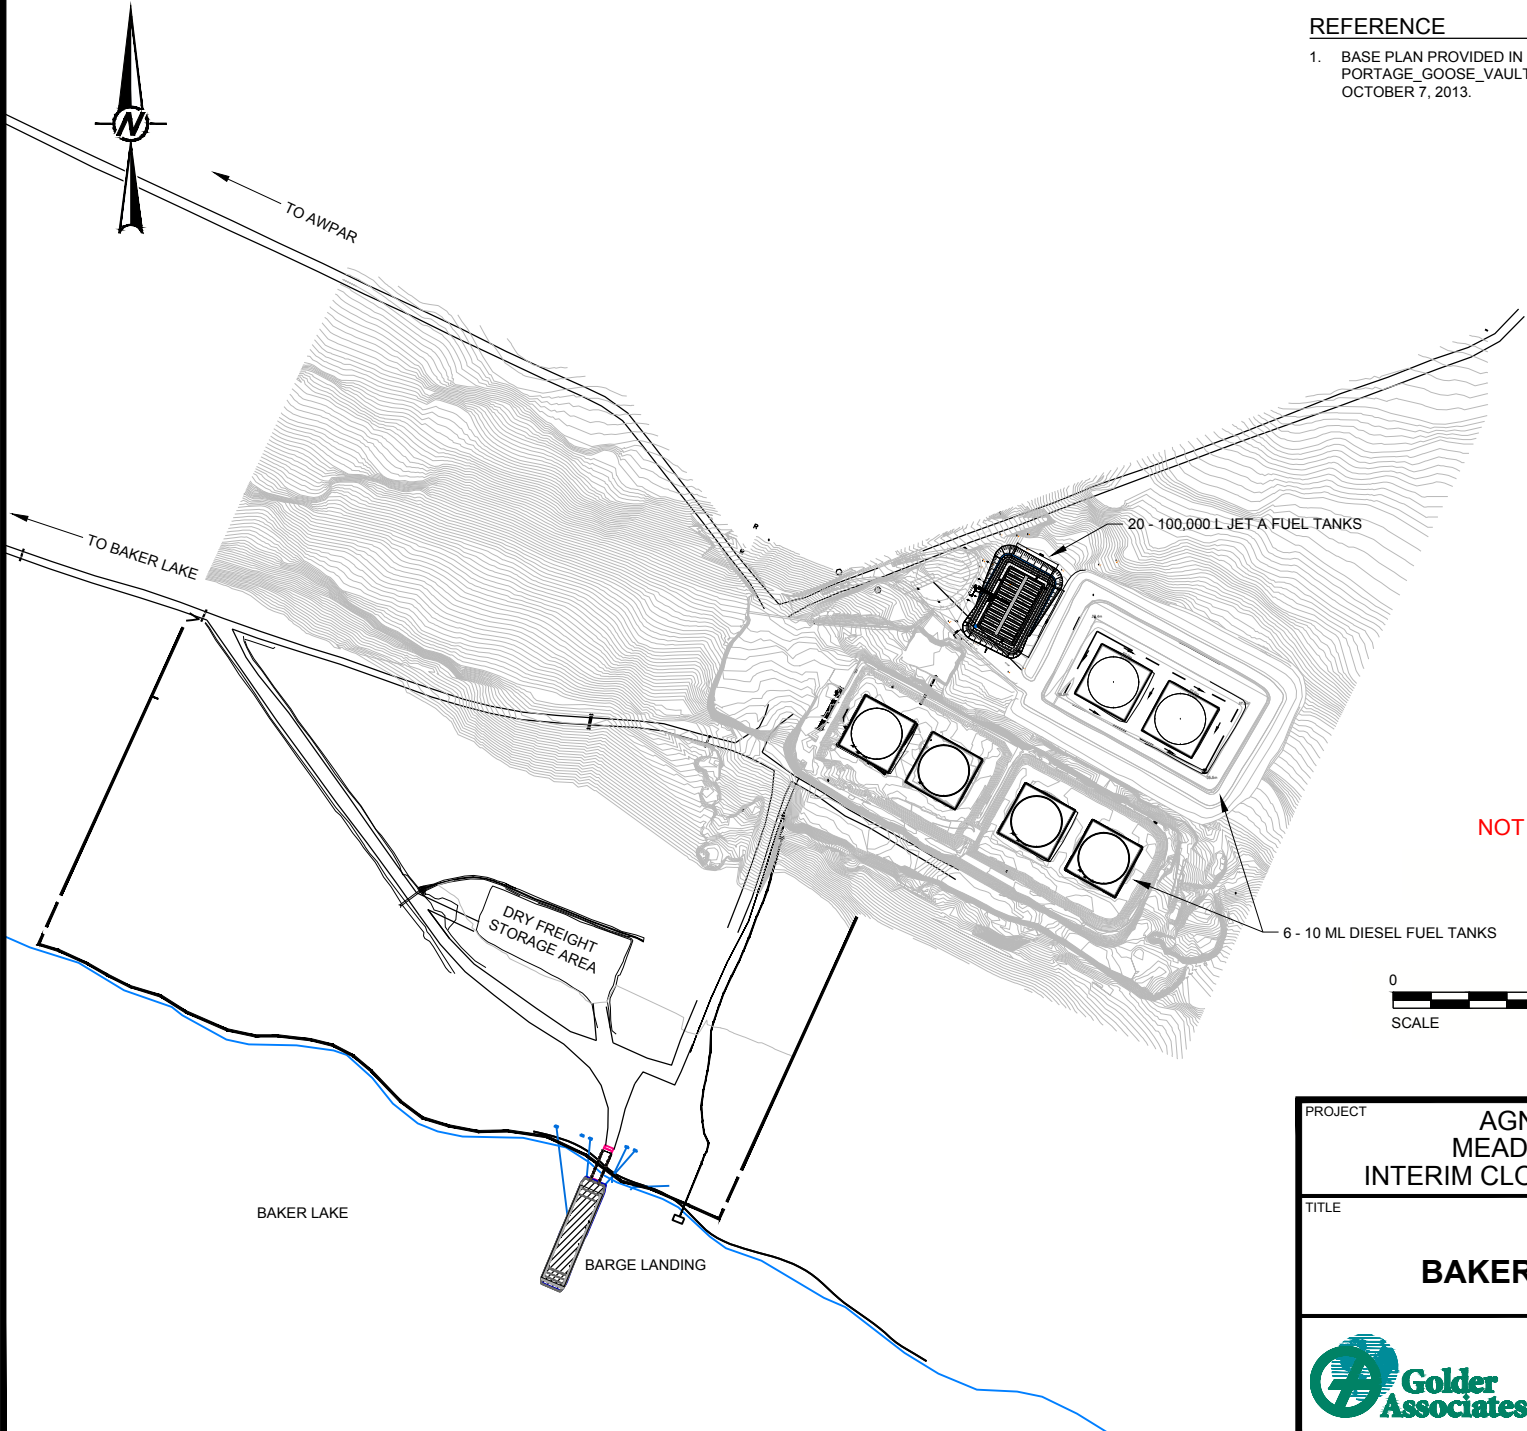 REFERENCE
1. BASE PLAN PROVIDED IN
PORTAGE_GOOSE_VAULT
OCTOBER 7, 2013.
N
TO AWPAR
20 - 100,000 L JET A FUEL TANKS
TO BAKER LAKE
NOT
DRY FREIGHT
STORAGE AREA
6 - 10 ML DIESEL FUEL TANKS
0
SCALE
PROJECT
AGN
MEAD
INTERIM CLO
TITLE
BAKER LAKE
BARGE LANDING
BAKER
Golder
Associates